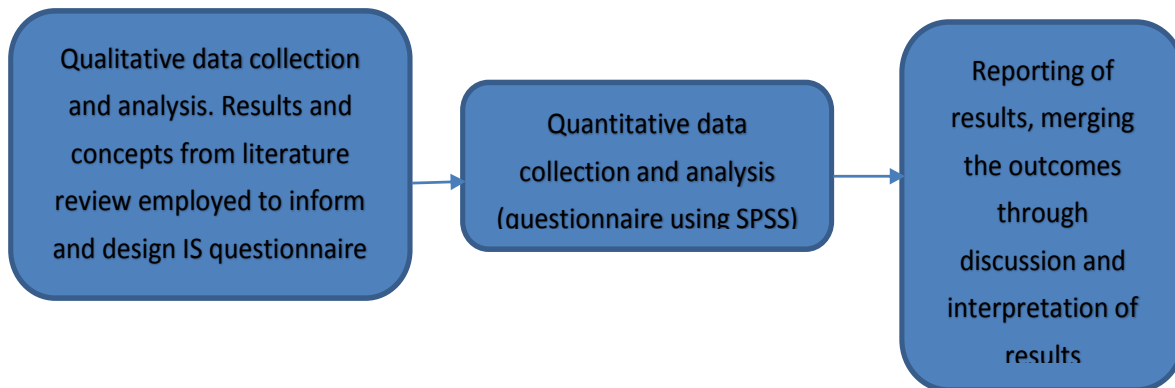 Qualitative data collection
and analysis. Results and
concepts from literature
review employed to inform
and design IS questionnaire
Quantitative data
collection and analysis
(questionnaire using SPSS)
Reporting of
results, merging
the outcomes
through
discussion and
interpretation of
results